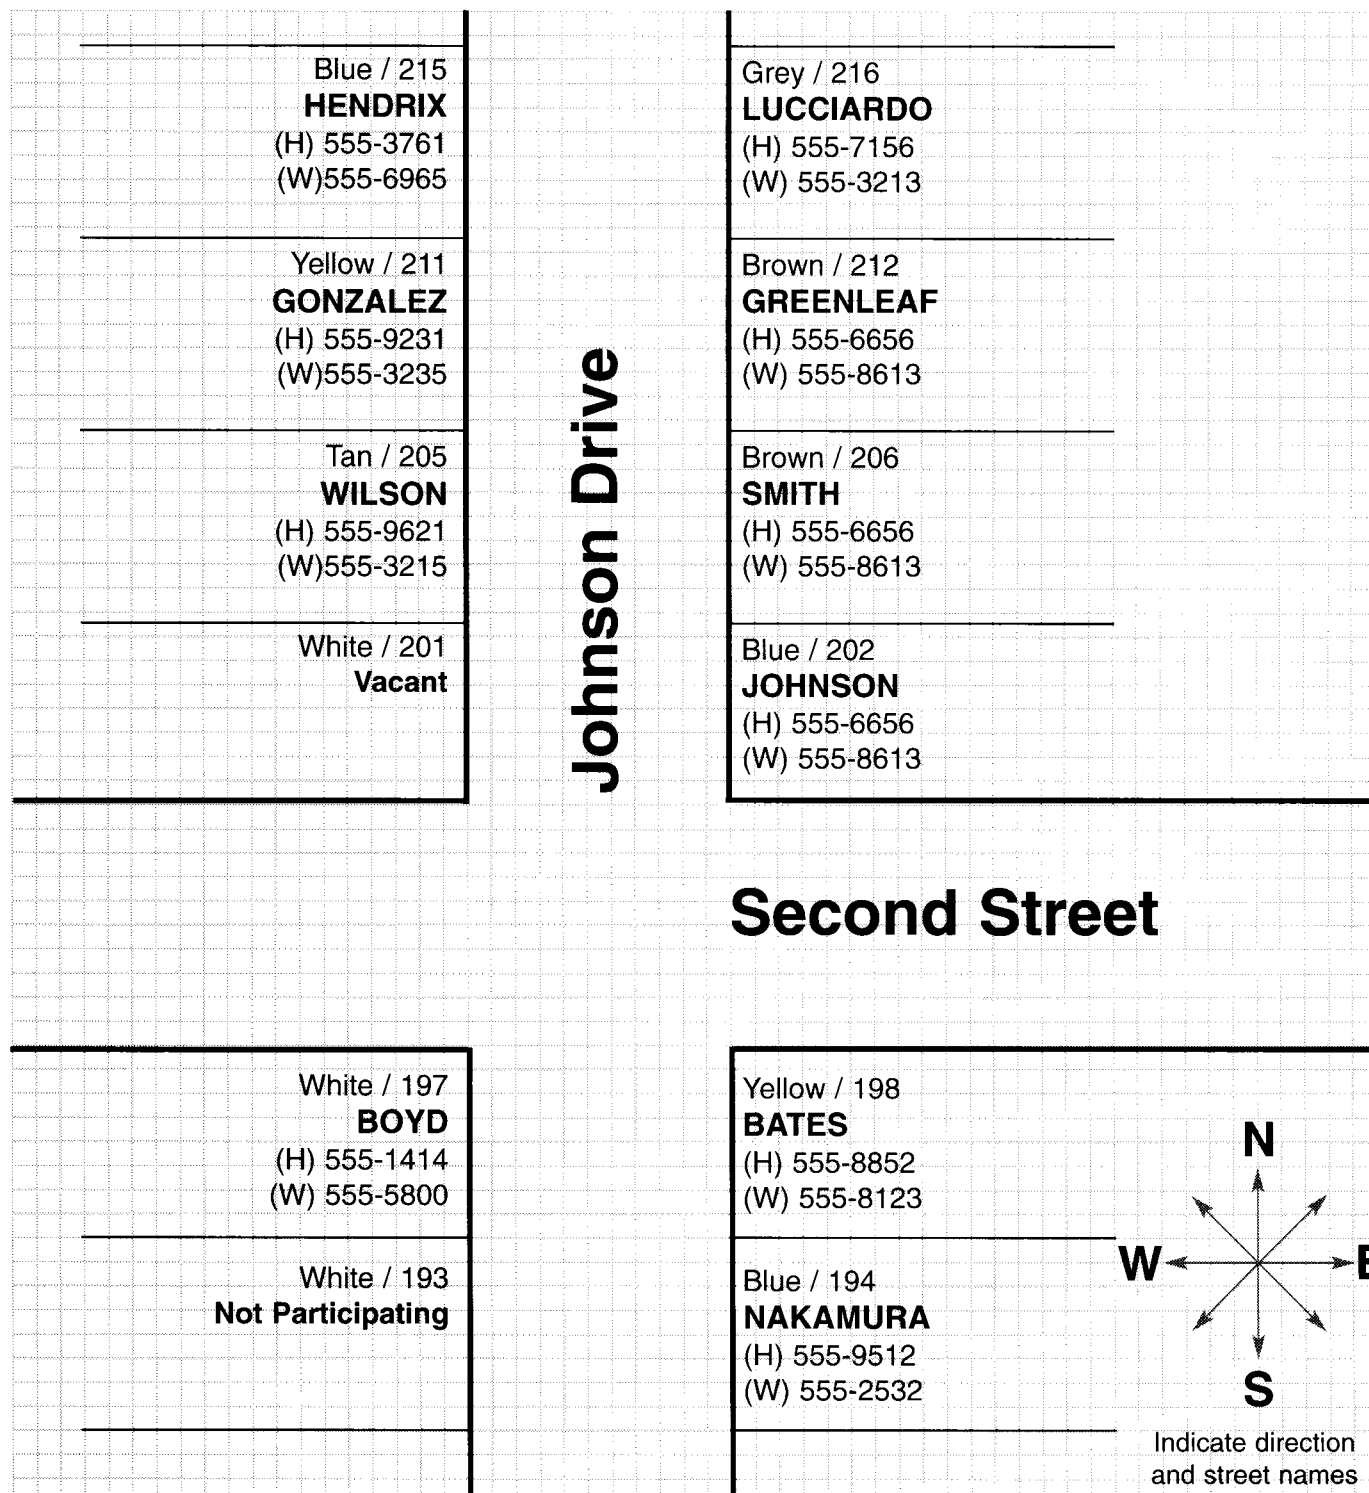 Blue / 215
HENDRIX
(H) 555-3761
(W)555-6965
Yellow / 211
GONZALEZ
(H) 555-9231
(W)555-3235
Tan / 205
WILSON
(H) 555-9621
(W)555-3215
White / 201
Vacant
Johnson Drive
Grey / 216
LUCCIARDO
(H) 555-7156
(W) 555-3213
Brown / 212
GREENLEAF
(H) 555-6656
(W) 555-8613
Brown / 206
SMITH
(H) 555-6656
(W) 555-8613
Blue / 202
JOHNSON
(H) 555-6656
(W) 555-8613
Second Street
White / 197
BOYD
(H) 555-1414
(W) 555-5800
White / 193
Not Participating
Yellow / 198
BATES
(H) 555-8852
(W) 555-8123
Blue / 194
NAKAMURA
(H) 555-9512
(W) 555-2532
N
W E
S
Indicate direction
and street names